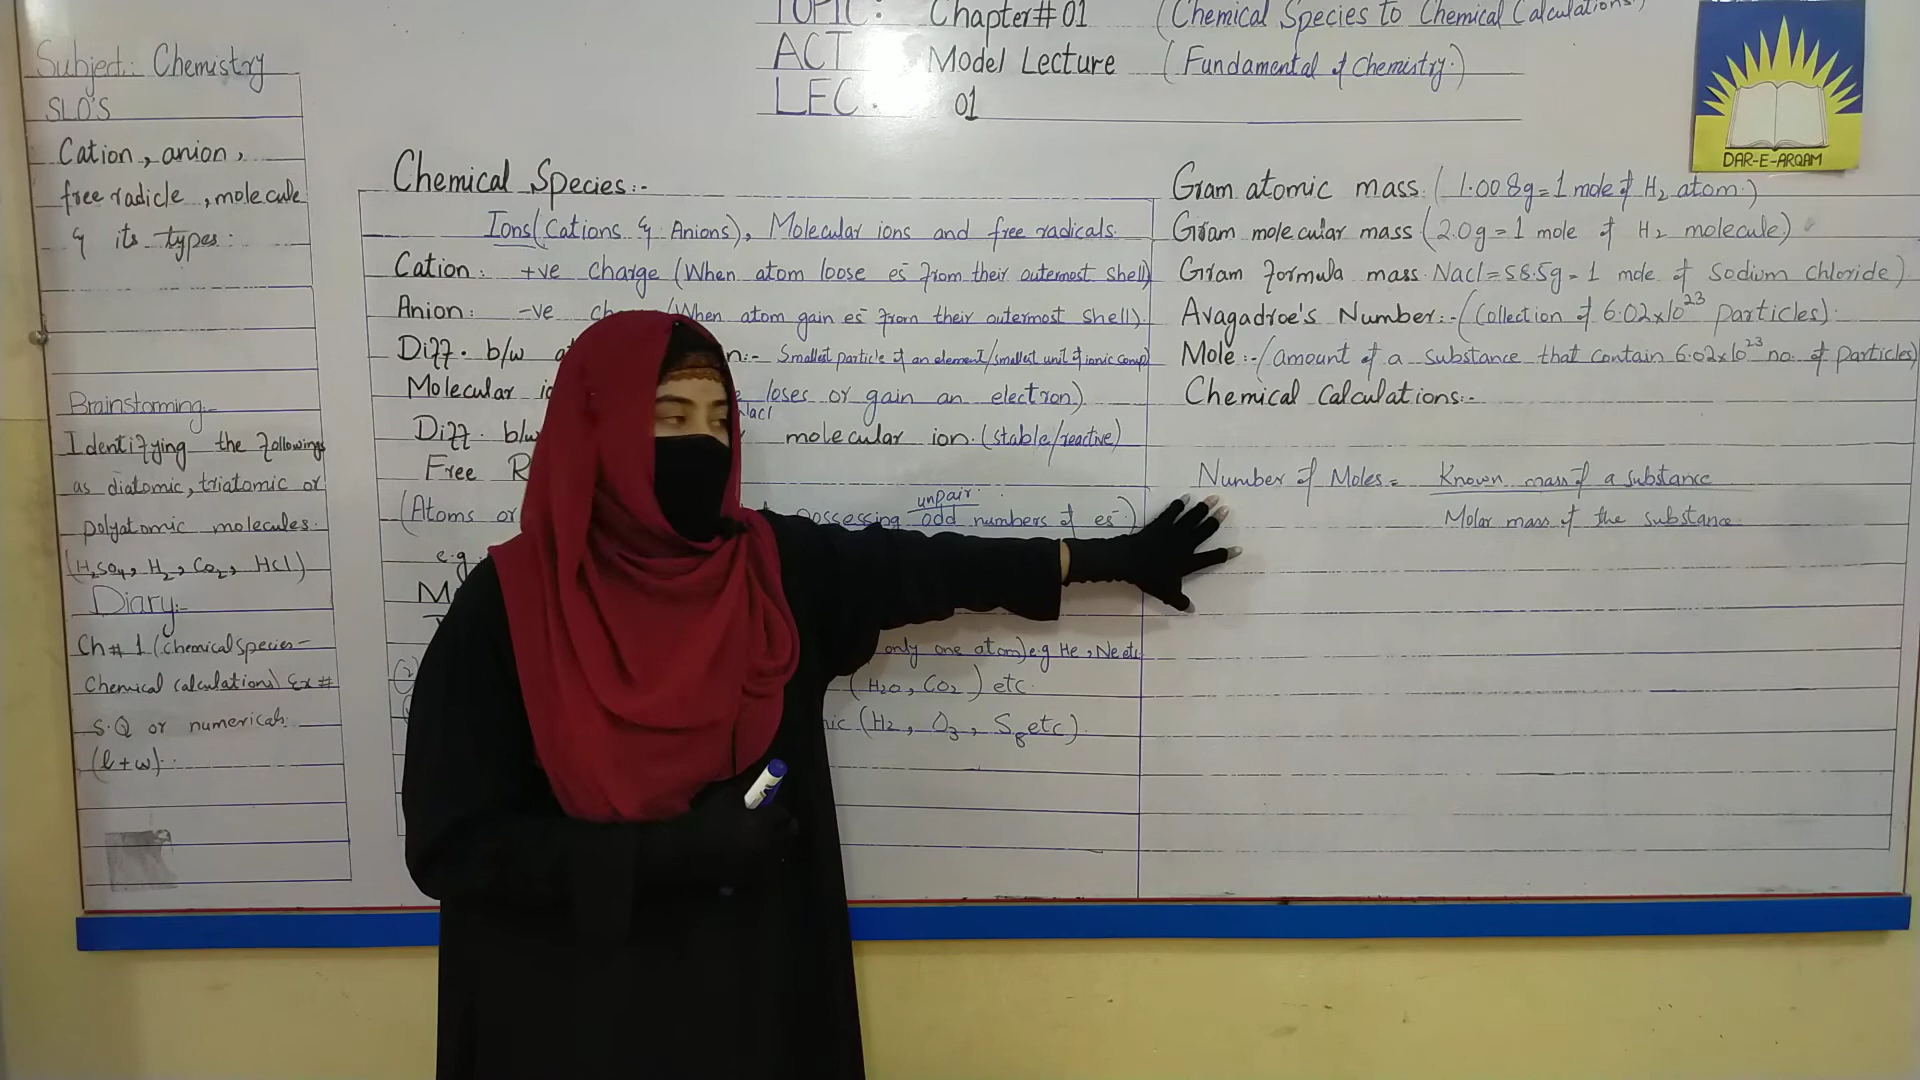 TOPIC: Chapter# 01 (Chemical Species to Chemical Calculations.)
ACT Model Lecture (Fundamental of Chemistry.)
LEC. 01
DAR-E-ARQAM
Subject:. Chemistry
SLO'S
Cation, anion,
free radicle, molecule
& its types:
Brainstorming:-
Identifying the followings
as diatomic, triatomic or
polyatomic molecules.
(H2SO4, H2, CO2, HCl)
Diary:-
Ch# 1 (Chemical Species-
Chemical Calculations) Ex#
S.Q or numericals:
(l+w).
Chemical Species:-
Ions (Cations & Anions), Molecular ions and free radicals.
Cation: +ve charge (When atom loose es̄ from their outermost shell)
Anion: -ve (When atom gain es̄ from their outermost shell).
Diff. b/w :- Smallest particle of an element/smallest unit of ionic comp)
Molecular loses or gain an electron)
Nacl
Diff. b/w molecular ion. (stable/reactive)
Free
unpair.
(Atoms or possessing odd numbers of es̄)
e.g
only one atom) e.g He, Ne etc
(2) (H2O, CO2) etc.
(H2, O3, S8 etc).
Gram atomic mass. (1.008g = 1 mole of H2 atom.)
Gram molecular mass (2.0g = 1 mole of H2 molecule)
Gram formula mass. Nacl = 58.5g = 1 mole of Sodium chloride)
Avagadroe's Number:- (Collection of 6.02x10^23 particles).
Mole:- (amount of a substance that contain 6.02x10^23 no. of particles)
Chemical Calculations:-
Number of Moles = Known mass of a substance
Molar mass of the substance.